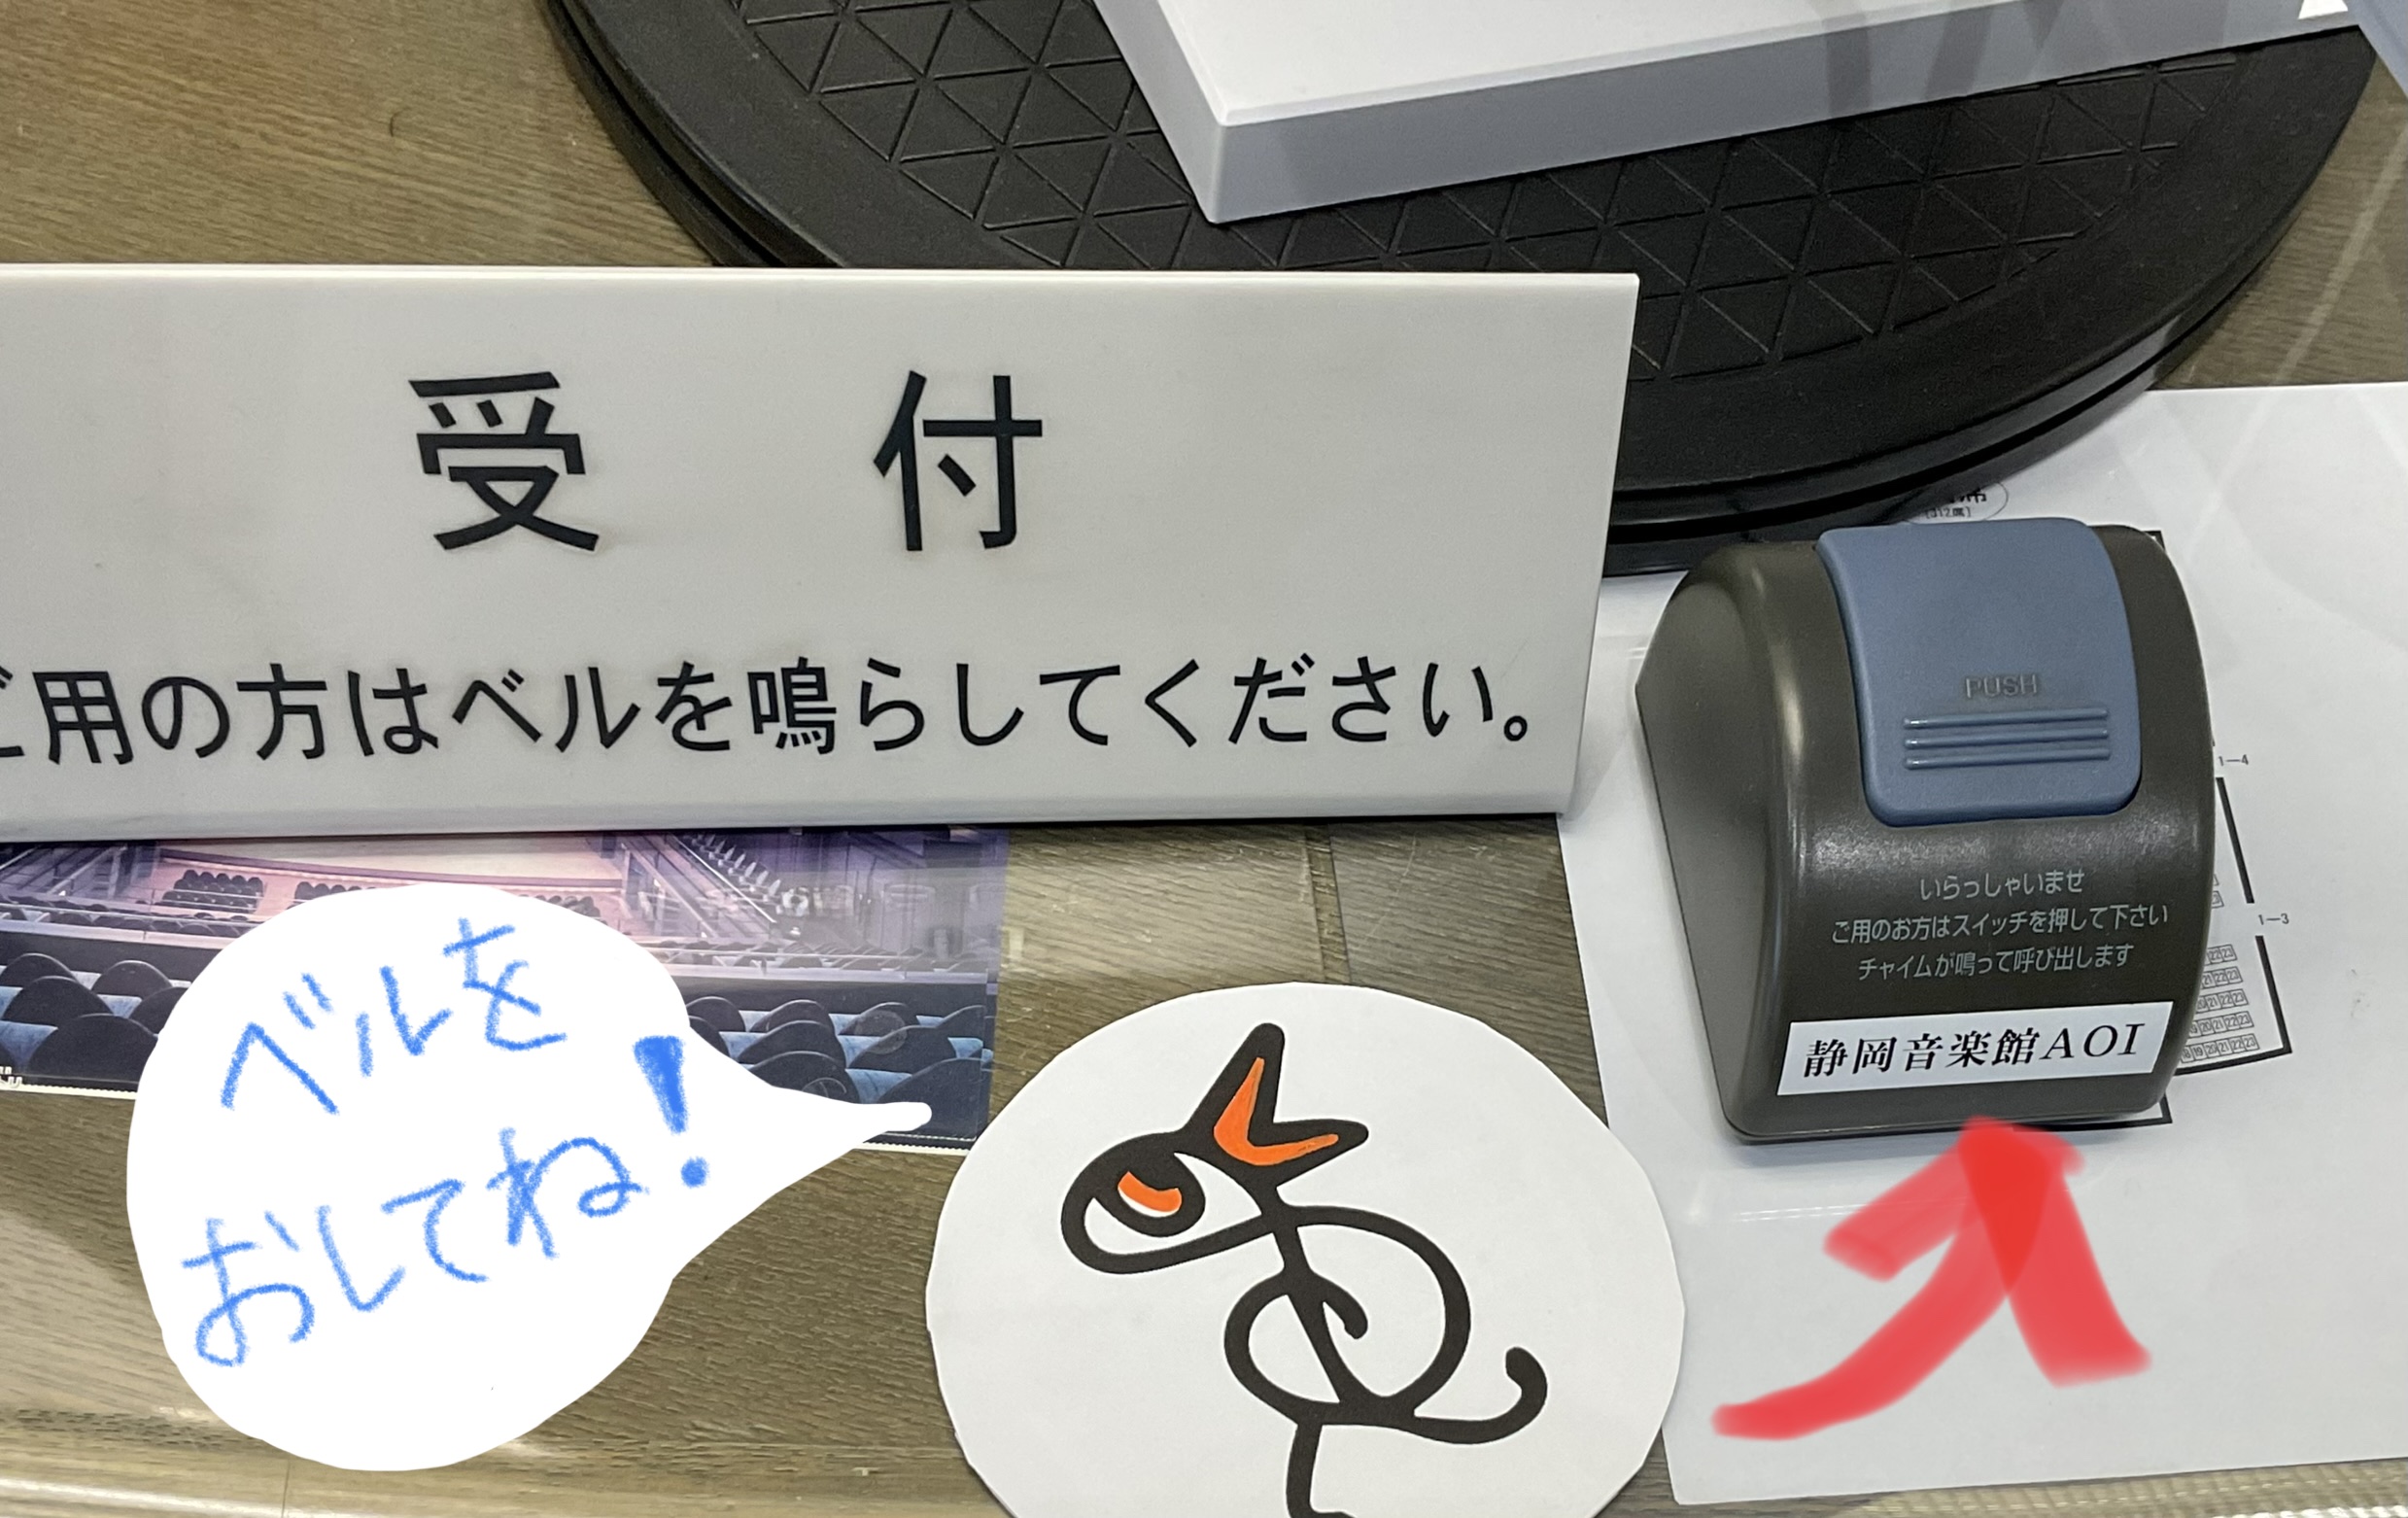 受付
ご用の方はベルを鳴らしてください。
PUSH
いらっしゃいませ
ご用のお方はスイッチを押して下さい
チャイムが鳴って呼び出します
静岡音楽館AOI
ベルを
おしてね!
1—4
1—3